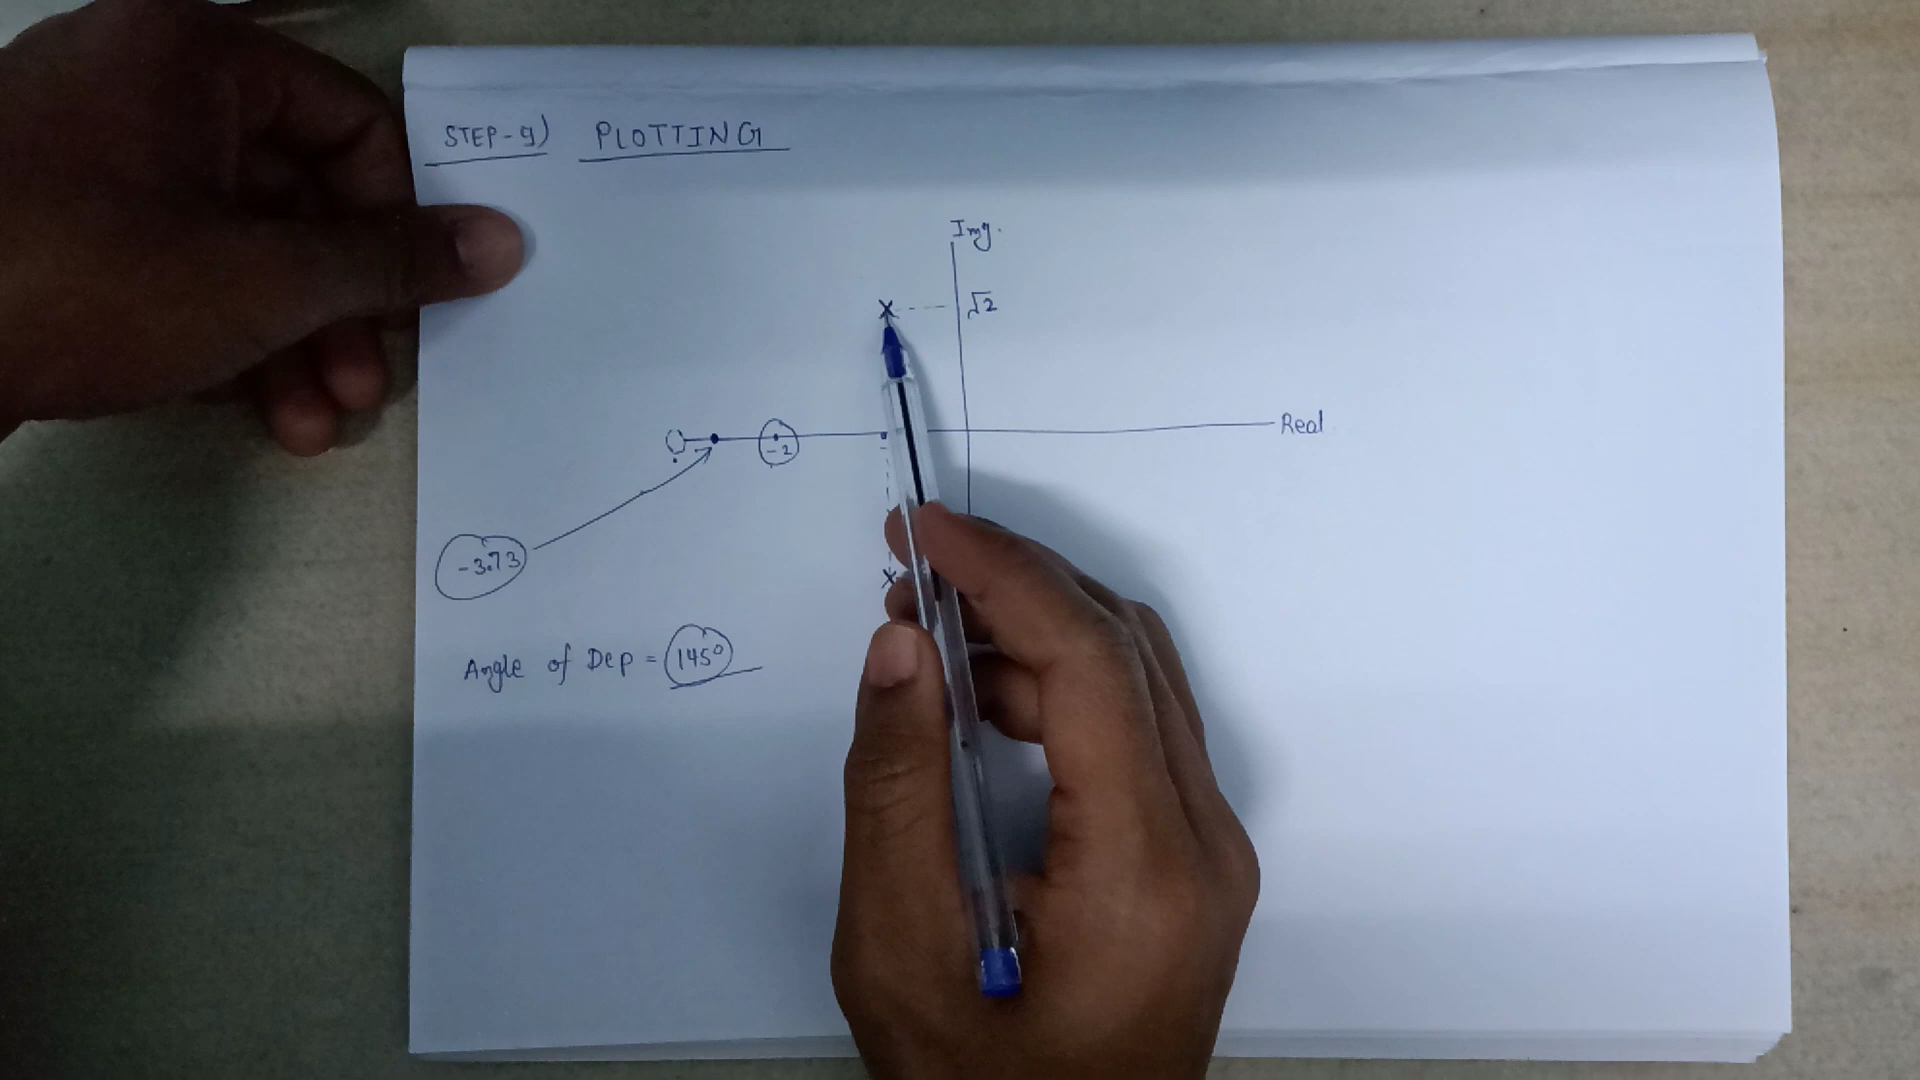 STEP-9) PLOTTING
Img.
√2
Real
-2
-3.73
Angle of Dep = 145°